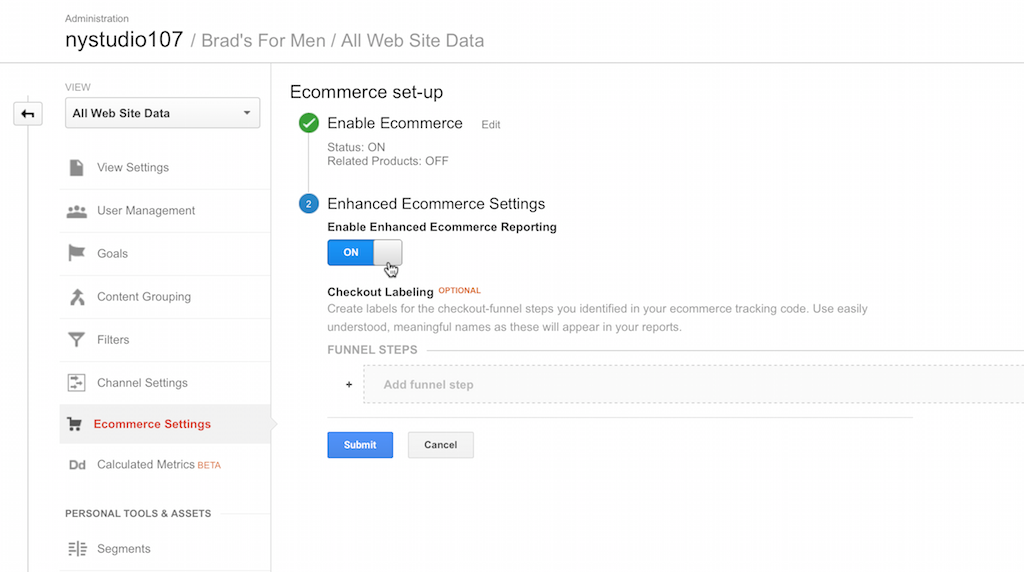 Administration
nystudio107 / Brad's For Men / All Web Site Data
VIEW
All Web Site Data
View Settings
User Management
Goals
Content Grouping
Filters
Channel Settings
Ecommerce Settings
Dd Calculated Metrics BETA
PERSONAL TOOLS & ASSETS
Segments
Ecommerce set-up
Enable Ecommerce Edit
Status: ON
Related Products: OFF
2 Enhanced Ecommerce Settings
Enable Enhanced Ecommerce Reporting
ON
Checkout Labeling OPTIONAL
Create labels for the checkout-funnel steps you identified in your ecommerce tracking code. Use easily
understood, meaningful names as these will appear in your reports.
FUNNEL STEPS
+ Add funnel step
Submit Cancel